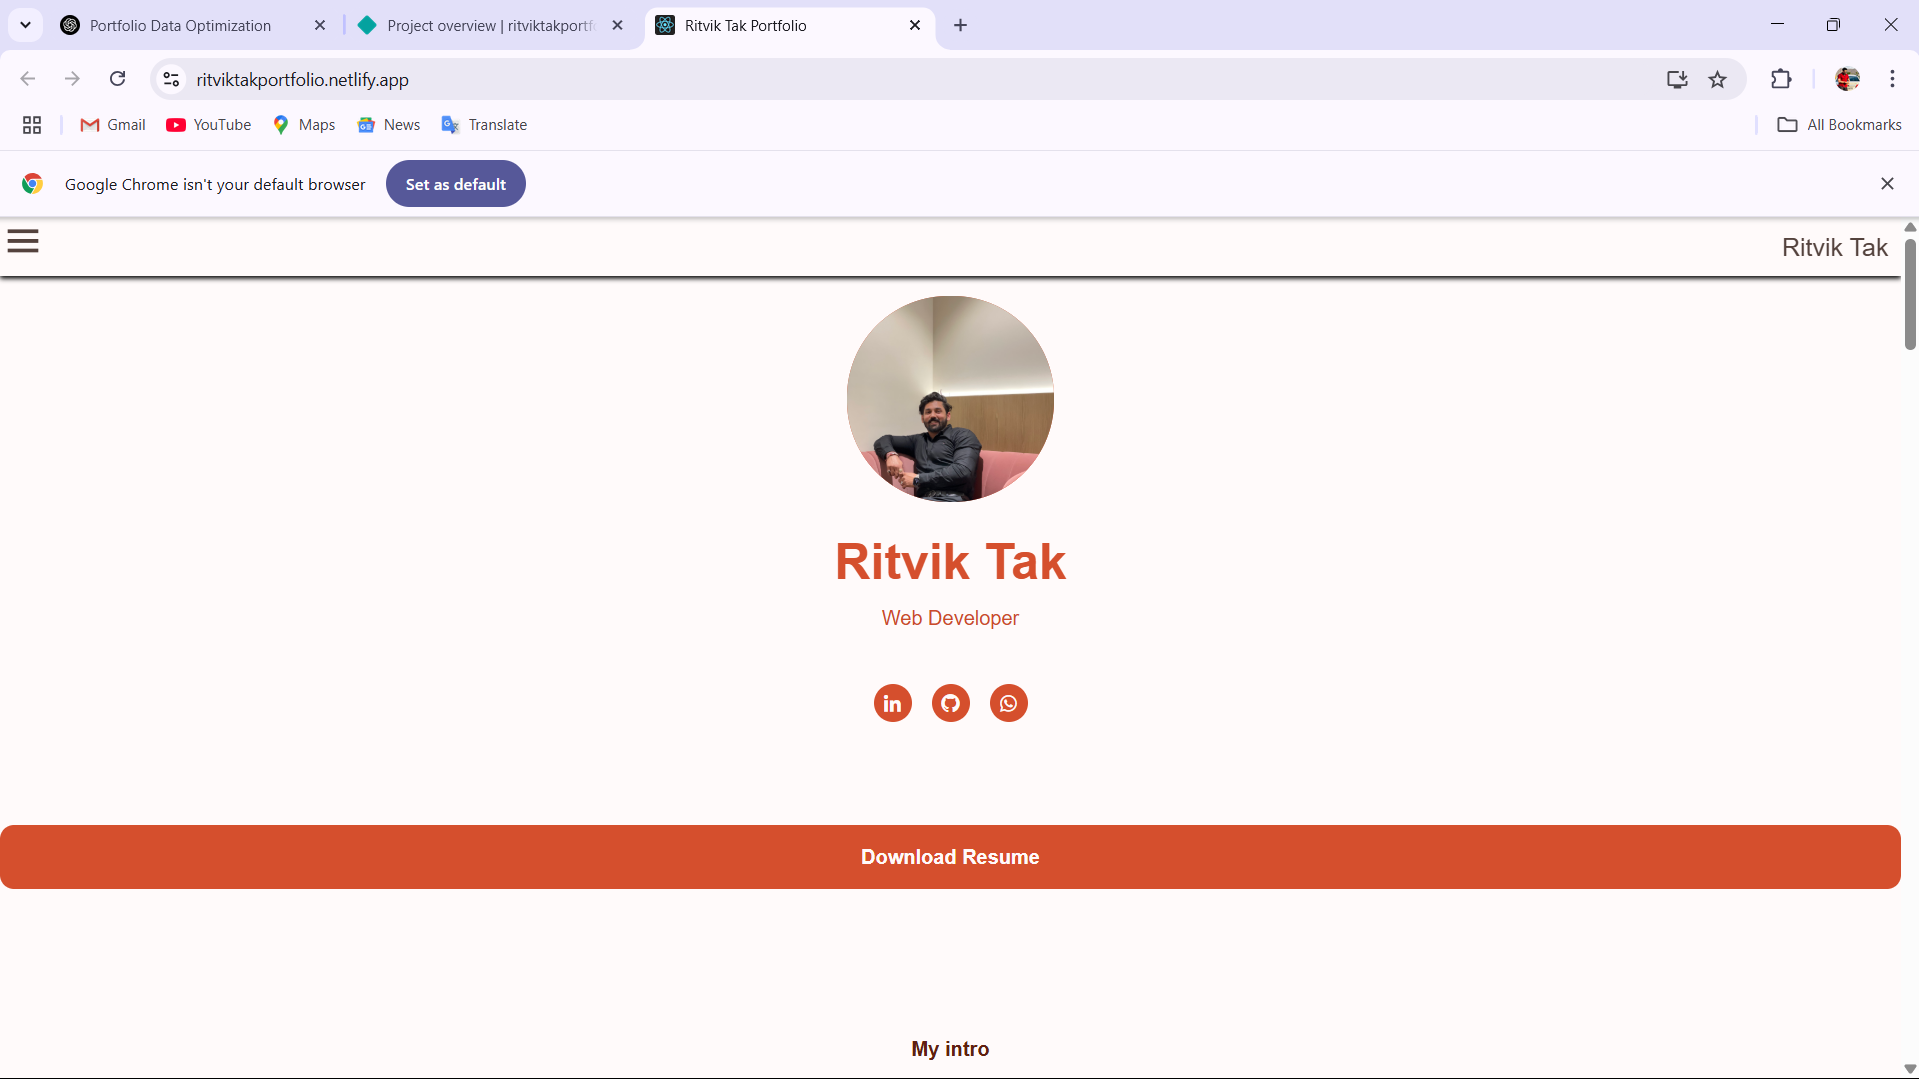 Portfolio Data Optimization
Project overview | ritviktakportf
Ritvik Tak Portfolio
ritviktakportfolio.netlify.app
Gmail
YouTube
Maps
News
Translate
All Bookmarks
Google Chrome isn't your default browser
Set as default
Ritvik Tak
Ritvik Tak
Web Developer
in
Download Resume
My intro